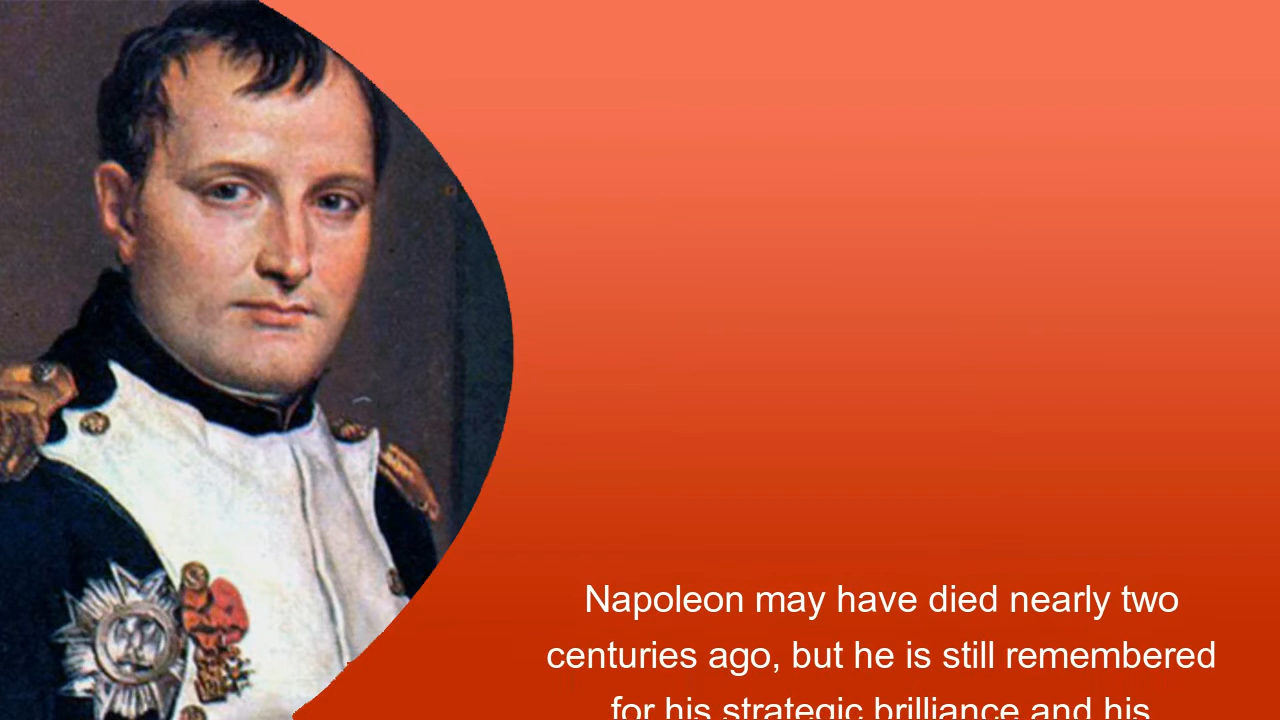 Napoleon may have died nearly two
centuries ago, but he is still remembered
for his strategic brilliance and his